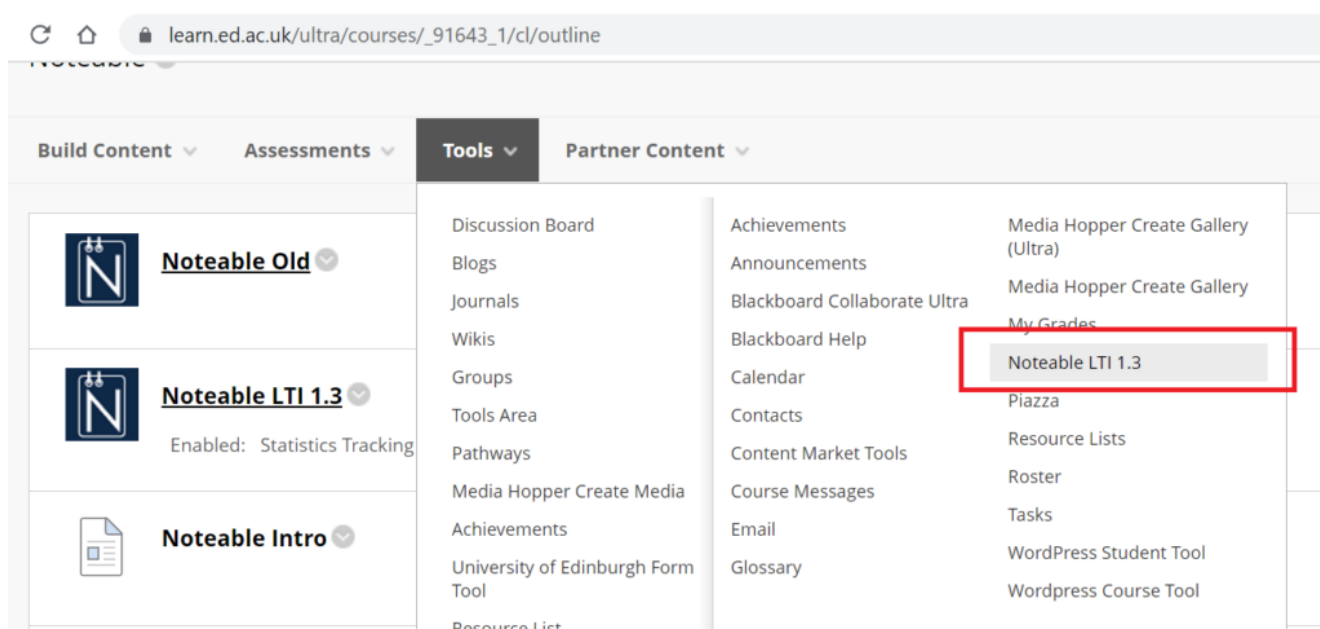 learn.ed.ac.uk/ultra/courses/_91643_1/cl/outline
Noteable
Build Content
Assessments
Tools
Partner Content
Noteable Old
Noteable LTI 1.3
Enabled: Statistics Tracking
Noteable Intro
Discussion Board
Blogs
Journals
Wikis
Groups
Tools Area
Pathways
Media Hopper Create Media
Achievements
University of Edinburgh Form
Tool
Resource List
Achievements
Announcements
Blackboard Collaborate Ultra
Blackboard Help
Calendar
Contacts
Content Market Tools
Course Messages
Email
Glossary
Media Hopper Create Gallery
(Ultra)
Media Hopper Create Gallery
My Grades
Noteable LTI 1.3
Piazza
Resource Lists
Roster
Tasks
WordPress Student Tool
Wordpress Course Tool